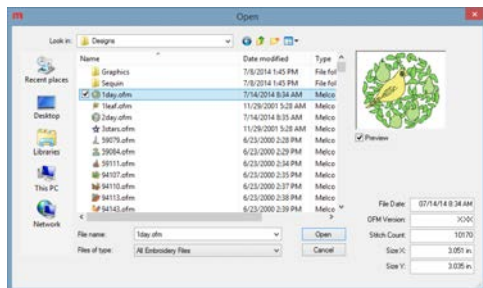 m Open
Look in: Designs
Name Date modified Type
Recent places
Desktop
Libraries
This PC
Network
Graphics 7/8/2014 1:45 PM File fol
Sequin 7/8/2014 1:45 PM File fol
1day.ofm 7/14/2014 8:34 AM Melco
1leaf.ofm 11/29/2001 5:28 AM Melco
2day.ofm 7/14/2014 8:35 AM Melco
3stars.ofm 11/29/2001 5:28 AM Melco
59079.ofm 6/23/2000 2:28 PM Melco
59084.ofm 6/23/2000 2:29 PM Melco
59111.ofm 6/23/2000 2:34 PM Melco
94107.ofm 6/23/2000 2:35 PM Melco
94110.ofm 6/23/2000 2:37 PM Melco
94113.ofm 6/23/2000 2:38 PM Melco
94143.ofm 6/23/2000 2:39 PM Melco
File name: 1day.ofm Open
Files of type: All Embroidery Files Cancel
Preview
File Date: 07/14/14 8:34 AM
OFM Version:
Stitch Count: 10170
Size X: 3.051 in
Size Y: 3.035 in